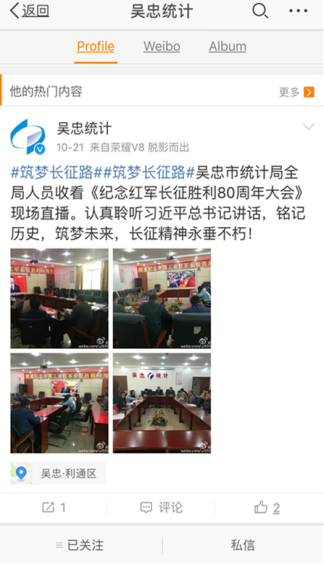 返回
吴忠统计
Profile
Weibo
Album
他的热门内容
更多
吴忠统计
10-21 来自荣耀V8 脱影而出
#筑梦长征路##筑梦长征路#吴忠市统计局全
局人员收看《纪念红军长征胜利80周年大会》
现场直播。认真聆听习近平总书记讲话，铭记
历史，筑梦未来，长征精神永垂不朽！
吴忠 统计
吴忠·利通区
1
评论
2
已关注
私信